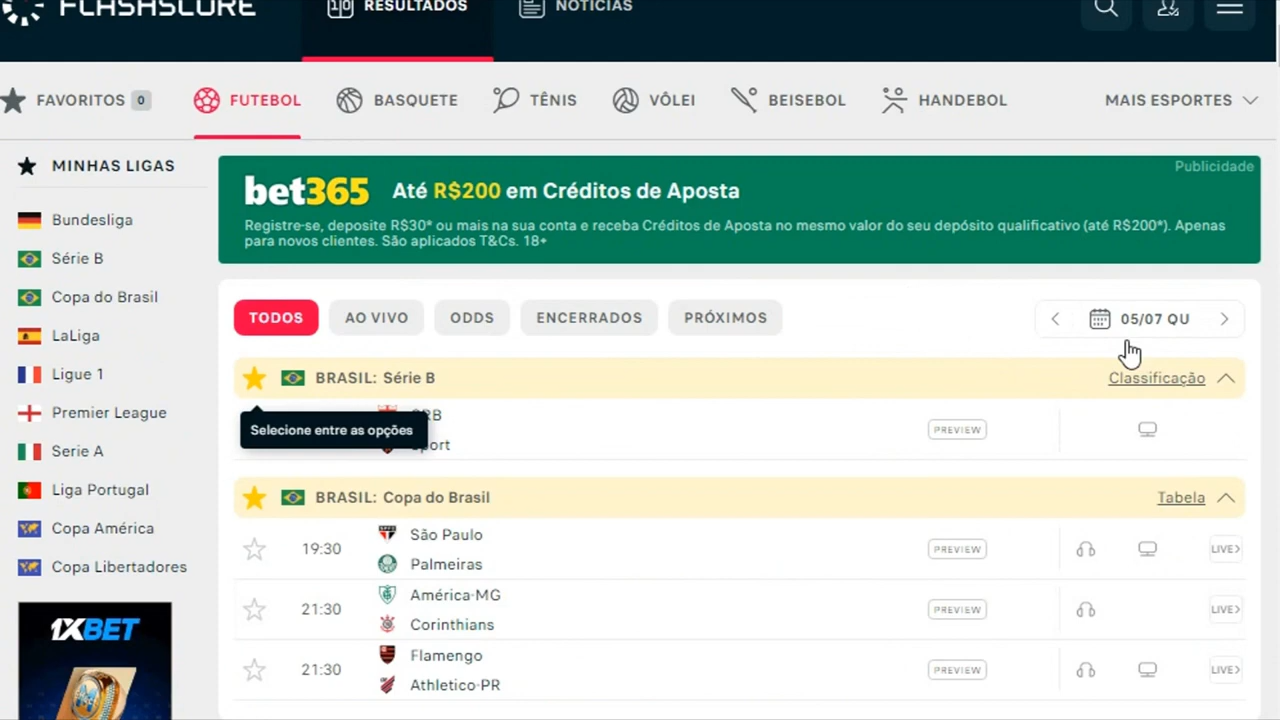 FLASHSCORE
RESULTADOS
NOTÍCIAS
FAVORITOS 0
FUTEBOL
BASQUETE
TÊNIS
VÔLEI
BEISEBOL
HANDEBOL
MAIS ESPORTES
MINHAS LIGAS
Bundesliga
Série B
Copa do Brasil
LaLiga
Ligue 1
Premier League
Serie A
Liga Portugal
Copa América
Copa Libertadores
1XBET
Publicidade
bet365 Até R$200 em Créditos de Aposta
Registre-se, deposite R$30* ou mais na sua conta e receba Créditos de Aposta no mesmo valor do seu depósito qualificativo (até R$200*). Apenas
para novos clientes. São aplicados T&Cs. 18+
TODOS
AO VIVO
ODDS
ENCERRADOS
PRÓXIMOS
05/07 QU
BRASIL: Série B
Classificação
CRB
Selecione entre as opções
Sport
PREVIEW
BRASIL: Copa do Brasil
Tabela
19:30
São Paulo
Palmeiras
PREVIEW
LIVE>
21:30
América-MG
Corinthians
PREVIEW
LIVE>
21:30
Flamengo
Athletico-PR
PREVIEW
LIVE>